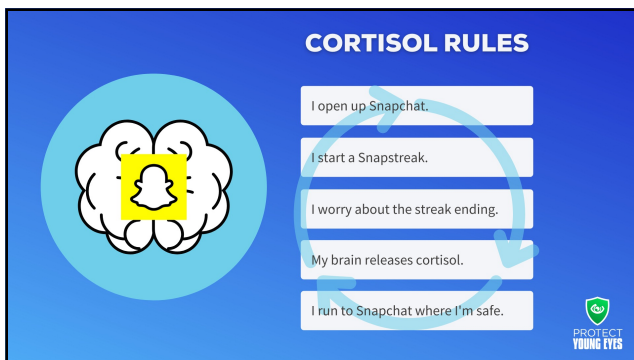 CORTISOL RULES
I open up Snapchat.
I start a Snapstreak.
I worry about the streak ending.
My brain releases cortisol.
I run to Snapchat where I'm safe.
PROTECT
YOUNG EYES